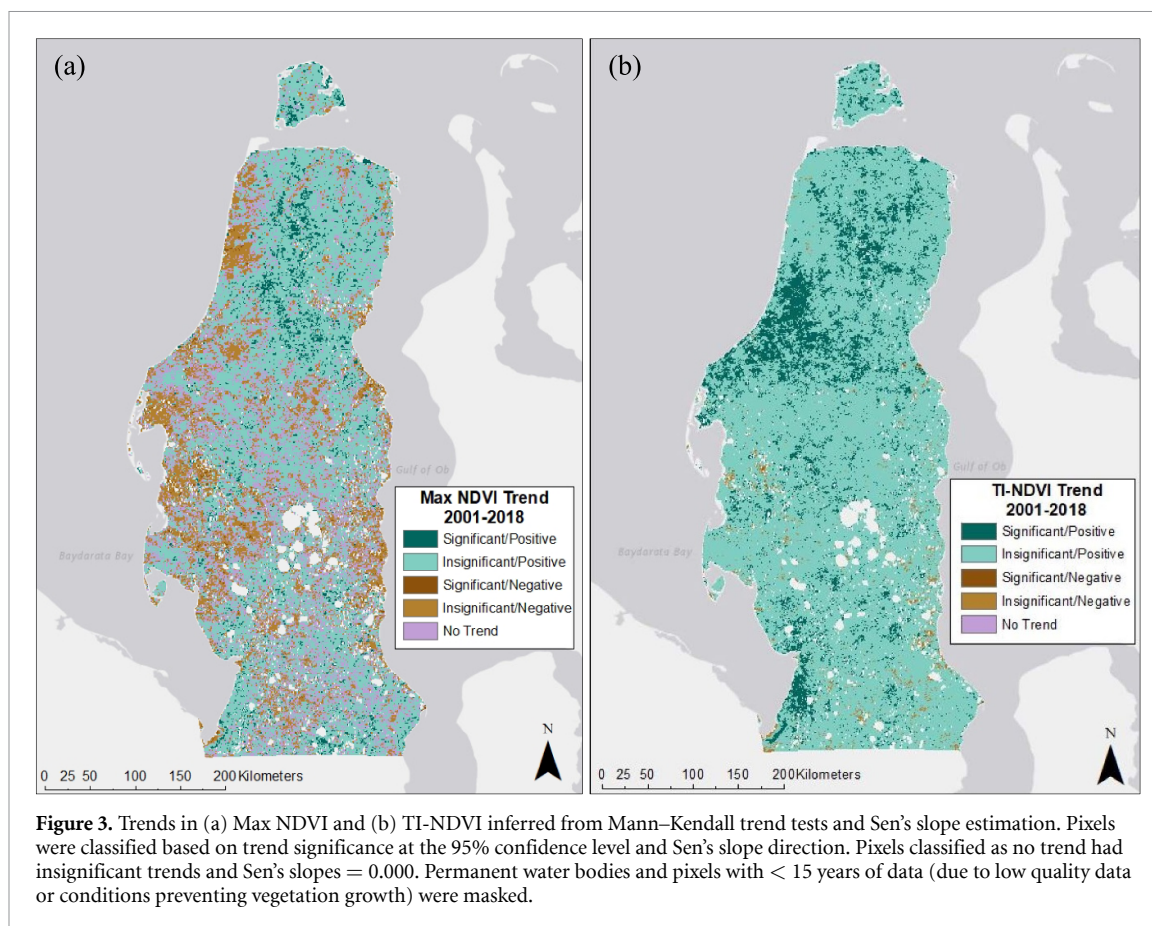 (a)
Gulf of Ob
Baydarata Bay
Max NDVI Trend
2001-2018
Significant/Positive
Insignificant/Positive
Significant/Negative
Insignificant/Negative
No Trend
N
0 25 50 100 150 200 Kilometers
(b)
Gulf of Ob
Baydarata Bay
TI-NDVI Trend
2001-2018
Significant/Positive
Insignificant/Positive
Significant/Negative
Insignificant/Negative
No Trend
N
0 25 50 100 150 200 Kilometers
Figure 3. Trends in (a) Max NDVI and (b) TI-NDVI inferred from Mann–Kendall trend tests and Sen's slope estimation. Pixels
were classified based on trend significance at the 95% confidence level and Sen's slope direction. Pixels classified as no trend had
insignificant trends and Sen's slopes = 0.000. Permanent water bodies and pixels with < 15 years of data (due to low quality data
or conditions preventing vegetation growth) were masked.